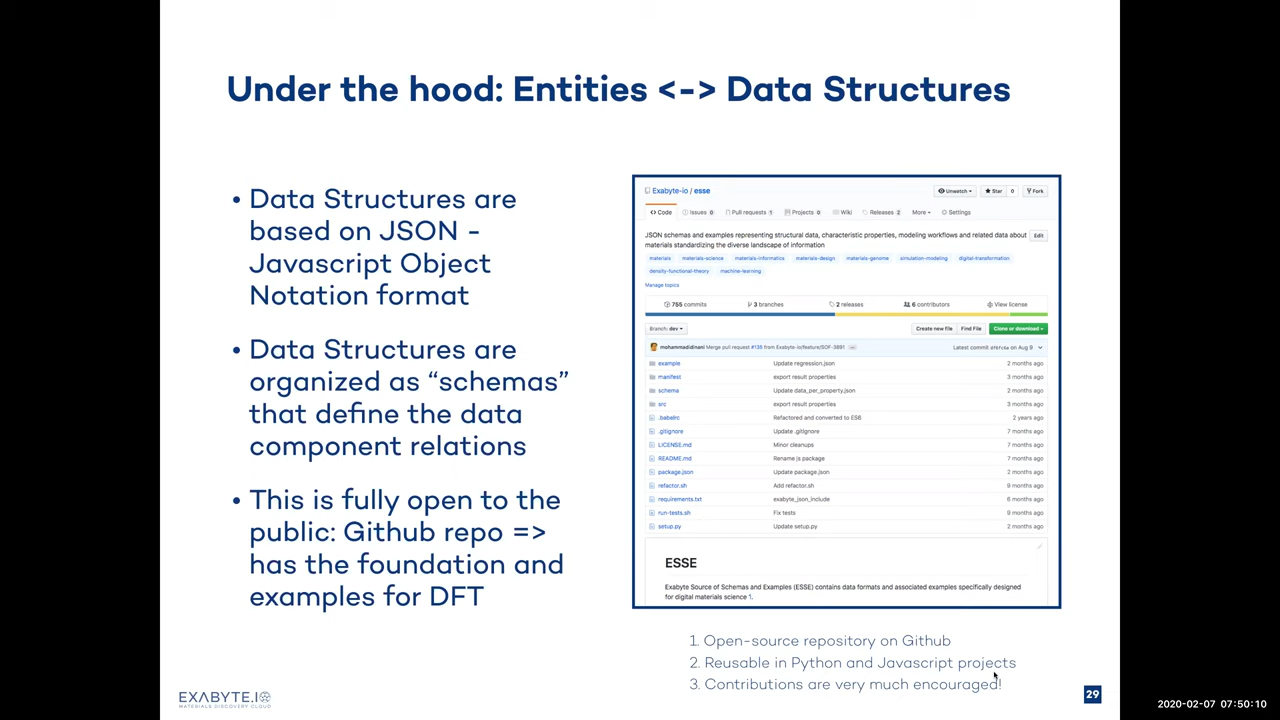 Under the hood: Entities <-> Data Structures
• Data Structures are
based on JSON -
Javascript Object
Notation format
• Data Structures are
organized as “schemas”
that define the data
component relations
• This is fully open to the
public: Github repo =>
has the foundation and
examples for DFT
Exabyte-io / esse
Unwatch
Star 0
Fork
Code Issues 0 Pull requests 1 Projects 0 Wiki Releases 2 More Settings
JSON schemas and examples representing structural data, characteristic properties, modeling workflows and related data about Edit
materials standardizing the diverse landscape of information
materials materials-science materials-informatics materials-design materials-genome simulation-modeling digital-transformation
density-functional-theory machine-learning
Manage topics
755 commits 3 branches 2 releases 6 contributors View license
Branch: dev Create new file Find File Clone or download
mohammadidinani Merge pull request #135 from Exabyte-io/feature/SOF-3891 Latest commit on Aug 9
example Update regression.json 2 months ago
manifest export result properties 3 months ago
schema Update data_per_property.json 2 months ago
src export result properties 3 months ago
.babelrc Refactored and converted to ES6 2 years ago
.gitignore Update .gitignore 7 months ago
LICENSE.md Minor cleanups 7 months ago
README.md Rename js package 7 months ago
package.json Update package.json 2 months ago
refactor.sh Add refactor.sh 9 months ago
requirements.txt exabyte_json_include 6 months ago
run-tests.sh Fix tests 9 months ago
setup.py Update setup.py 2 months ago
ESSE
Exabyte Source of Schemas and Examples (ESSE) contains data formats and associated examples specifically designed
for digital materials science 1.
1. Open-source repository on Github
2. Reusable in Python and Javascript projects
3. Contributions are very much encouraged!
EXABYTE.IO
MATERIALS DISCOVERY CLOUD
29
2020-02-07 07:50:10